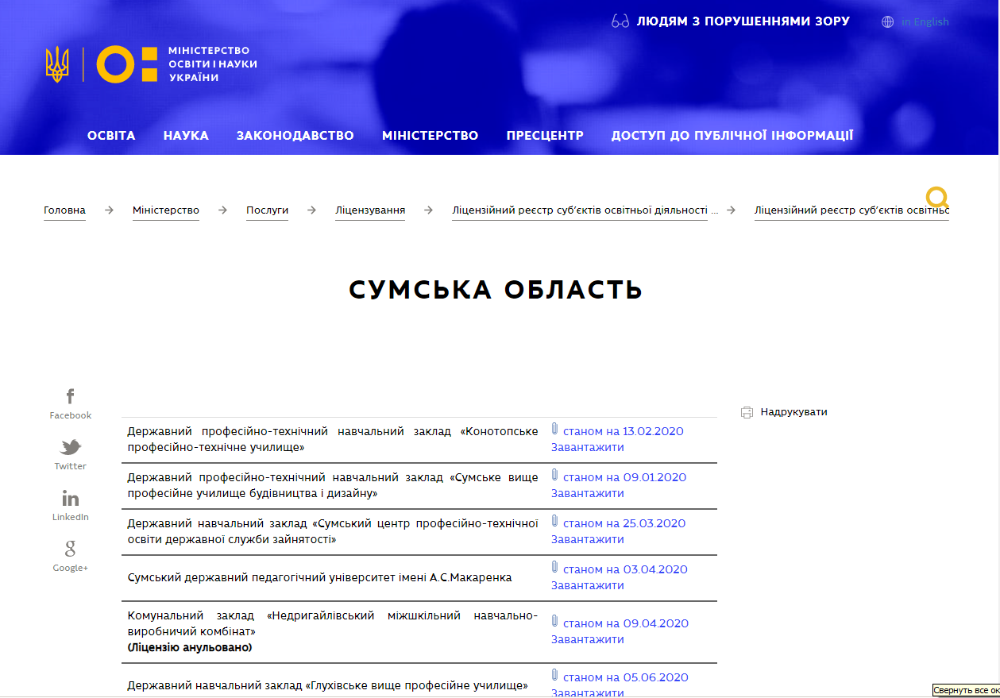 ЛЮДЯМ З ПОРУШЕННЯМИ ЗОРУ
in English
МІНІСТЕРСТВО
ОСВІТИ І НАУКИ
УКРАЇНИ
ОСВІТА НАУКА ЗАКОНОДАВСТВО МІНІСТЕРСТВО ПРЕСЦЕНТР ДОСТУП ДО ПУБЛІЧНОЇ ІНФОРМАЦІЇ
Головна → Міністерство → Послуги → Ліцензування → Ліцензійний реєстр суб’єктів освітньої діяльності ... → Ліцензійний реєстр суб’єктів освітньс
СУМСЬКА ОБЛАСТЬ
Facebook
Twitter
LinkedIn
Google+
Надрукувати
Державний професійно-технічний навчальний заклад «Конотопське
професійно-технічне училище»
станом на 13.02.2020
Завантажити
Державний професійно-технічний навчальний заклад «Сумське вище
професійне училище будівництва і дизайну»
станом на 09.01.2020
Завантажити
Державний навчальний заклад «Сумський центр професійно-технічної
освіти державної служби зайнятості»
станом на 25.03.2020
Завантажити
Сумський державний педагогічний університет імені А.С.Макаренка
станом на 03.04.2020
Завантажити
Комунальний заклад «Недригайлівський міжшкільний навчально-
виробничий комбінат»
(Ліцензію анульовано)
станом на 09.04.2020
Завантажити
Державний навчальний заклад «Глухівське вище професійне училище»
станом на 05.06.2020
Завантажити
Свернуть все ок